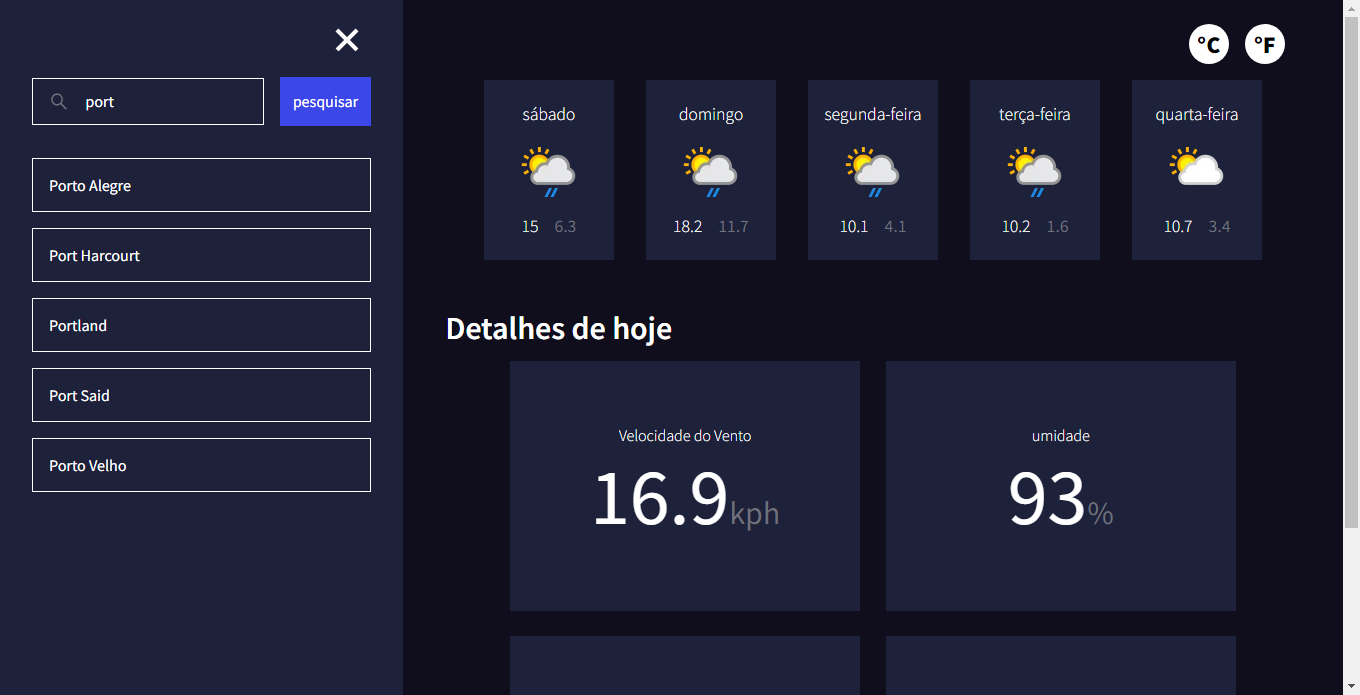 port
pesquisar
Porto Alegre
Port Harcourt
Portland
Port Said
Porto Velho
°C °F
sábado
15 6.3
domingo
18.2 11.7
segunda-feira
10.1 4.1
terça-feira
10.2 1.6
quarta-feira
10.7 3.4
Detalhes de hoje
Velocidade do Vento
16.9kph
umidade
93%